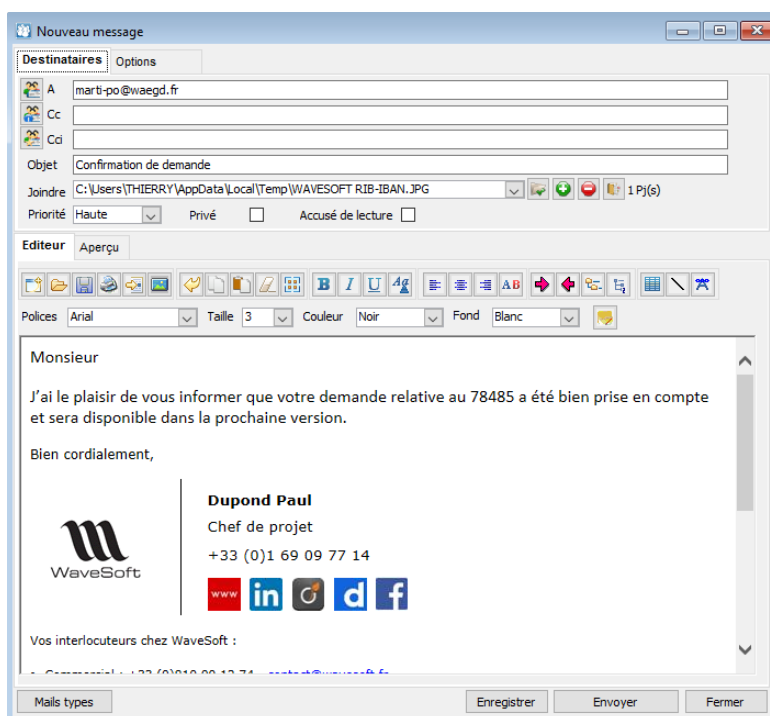 Nouveau message
Destinataires Options
A marti-po@waegd.fr
Cc
Cci
Objet Confirmation de demande
Joindre C:\Users\THIERRY\AppData\Local\Temp\WAVESOFT RIB-IBAN.JPG 1 Pj(s)
Priorité Haute Privé Accusé de lecture
Editeur Aperçu
B I U Ag AB
Polices Arial Taille 3 Couleur Noir Fond Blanc
Monsieur
J'ai le plaisir de vous informer que votre demande relative au 78485 a été bien prise en compte
et sera disponible dans la prochaine version.
Bien cordialement,
Dupond Paul
Chef de projet
+33 (0)1 69 09 77 14
WaveSoft
www in d f
Vos interlocuteurs chez WaveSoft :
Mails types Enregistrer Envoyer Fermer